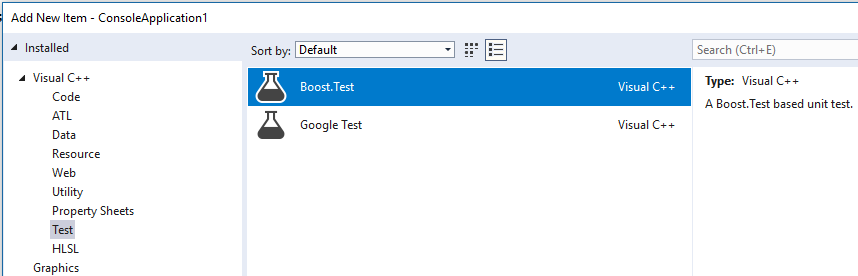 Add New Item - ConsoleApplication1
Installed
Sort by: Default
Search (Ctrl+E)
Visual C++
Code
ATL
Data
Resource
Web
Utility
Property Sheets
Test
HLSL
Graphics
Boost.Test Visual C++
Google Test Visual C++
Type: Visual C++
A Boost.Test based unit test.